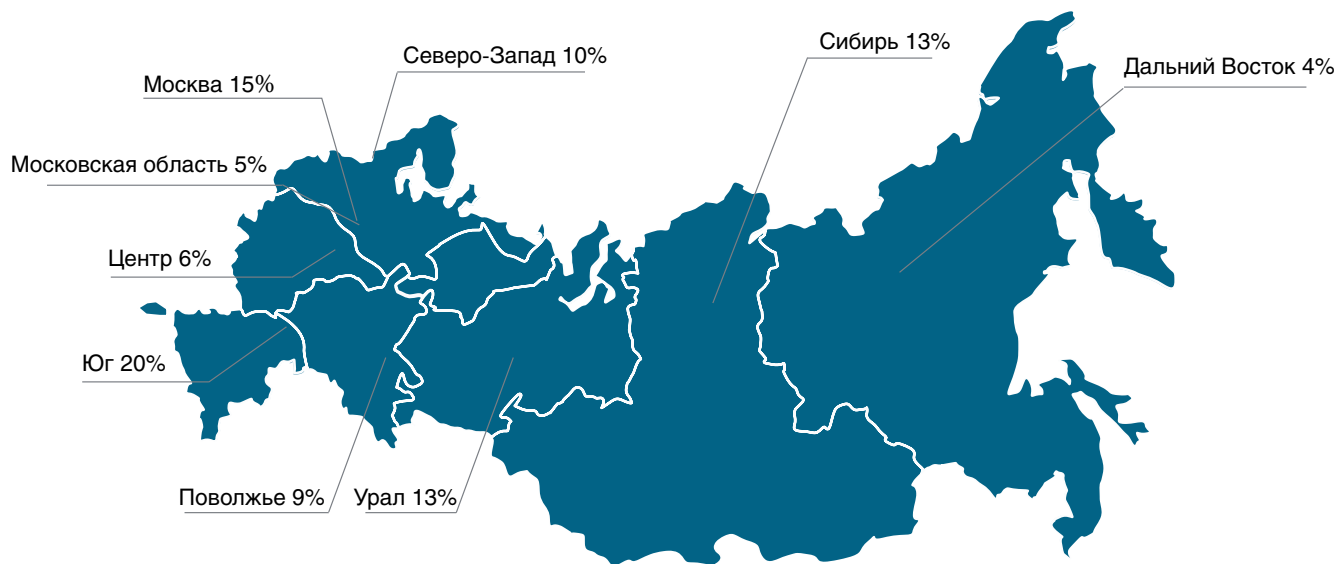 Северо-Запад 10%
Сибирь 13%
Дальний Восток 4%
Москва 15%
Московская область 5%
Центр 6%
Юг 20%
Поволжье 9%
Урал 13%